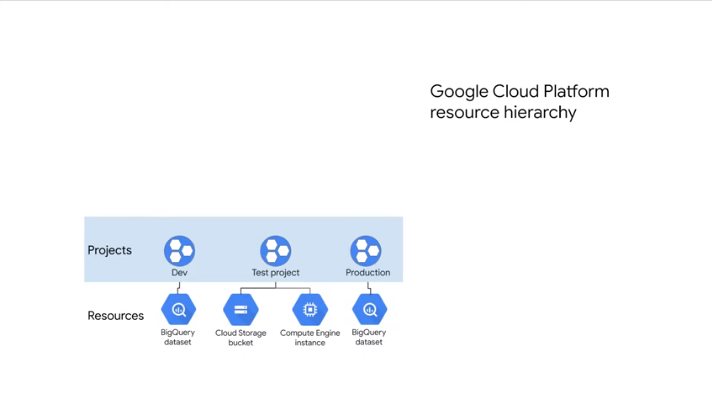 Google Cloud Platform
resource hierarchy
Projects
Dev
Test project
Production
Resources
BigQuery
dataset
Cloud Storage
bucket
Compute Engine
instance
BigQuery
dataset